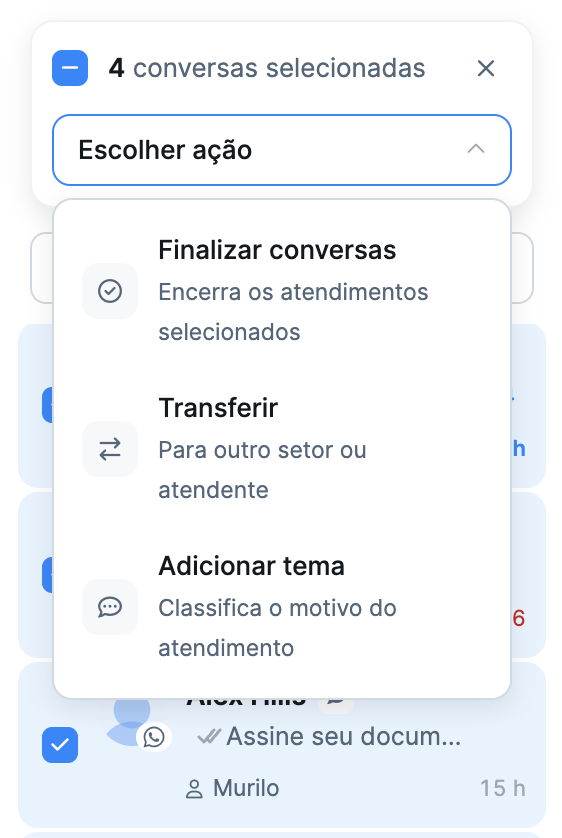 4 conversas selecionadas
Escolher ação
Finalizar conversas
Encerra os atendimentos
selecionados
Transferir
Para outro setor ou
atendente
Adicionar tema
Classifica o motivo do
atendimento
h
6
Assine seu docum...
Murilo
15 h